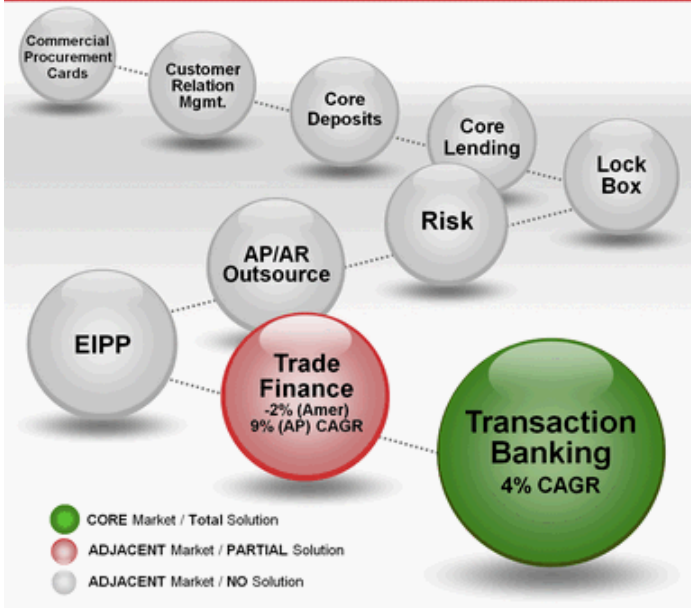 Commercial
Procurement
Cards
Customer
Relation
Mgmt.
Core
Deposits
Core
Lending
Lock
Box
Risk
AP/AR
Outsource
EIPP
Trade
Finance
-2% (Amer)
9% (AP) CAGR
Transaction
Banking
4% CAGR
CORE Market / Total Solution
ADJACENT Market / PARTIAL Solution
ADJACENT Market / NO Solution